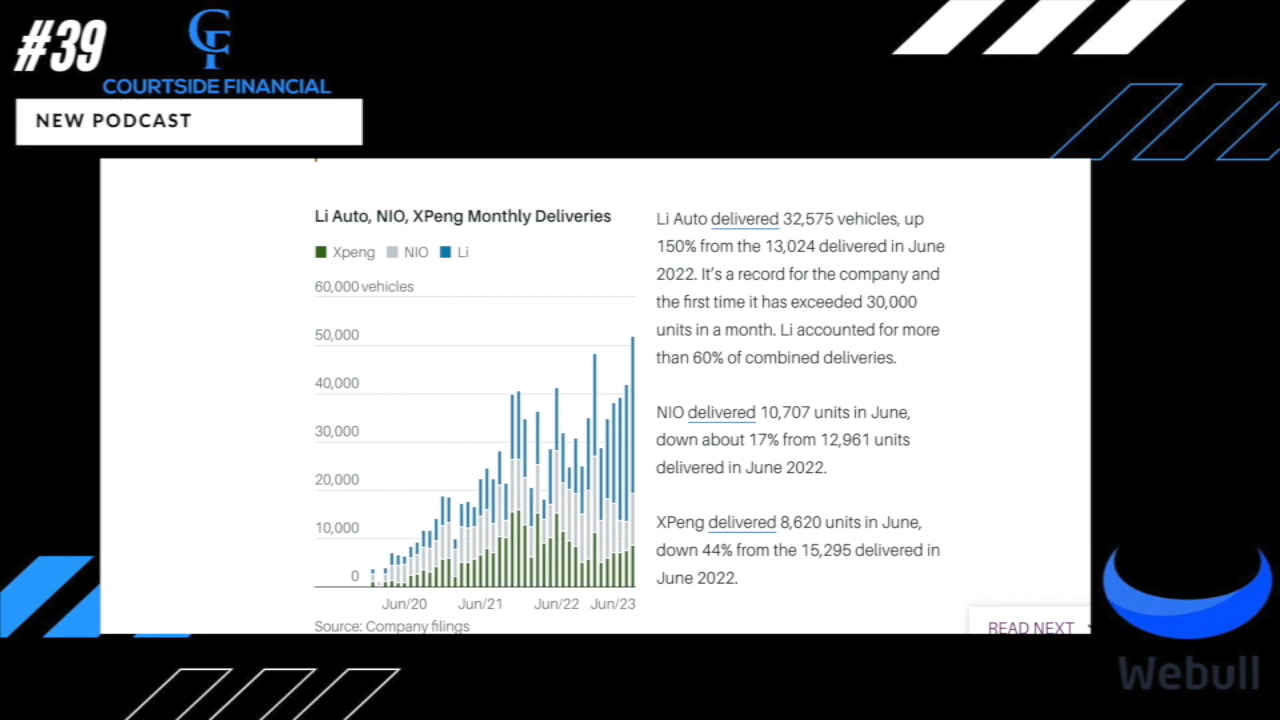 #39
CF
COURTSIDE FINANCIAL
NEW PODCAST
Li Auto, NIO, XPeng Monthly Deliveries
Xpeng NIO Li
60,000 vehicles
50,000
40,000
30,000
20,000
10,000
0
Jun/20 Jun/21 Jun/22 Jun/23
Source: Company filings
Li Auto delivered 32,575 vehicles, up
150% from the 13,024 delivered in June
2022. It’s a record for the company and
the first time it has exceeded 30,000
units in a month. Li accounted for more
than 60% of combined deliveries.
NIO delivered 10,707 units in June,
down about 17% from 12,961 units
delivered in June 2022.
XPeng delivered 8,620 units in June,
down 44% from the 15,295 delivered in
June 2022.
READ NEXT
Webull